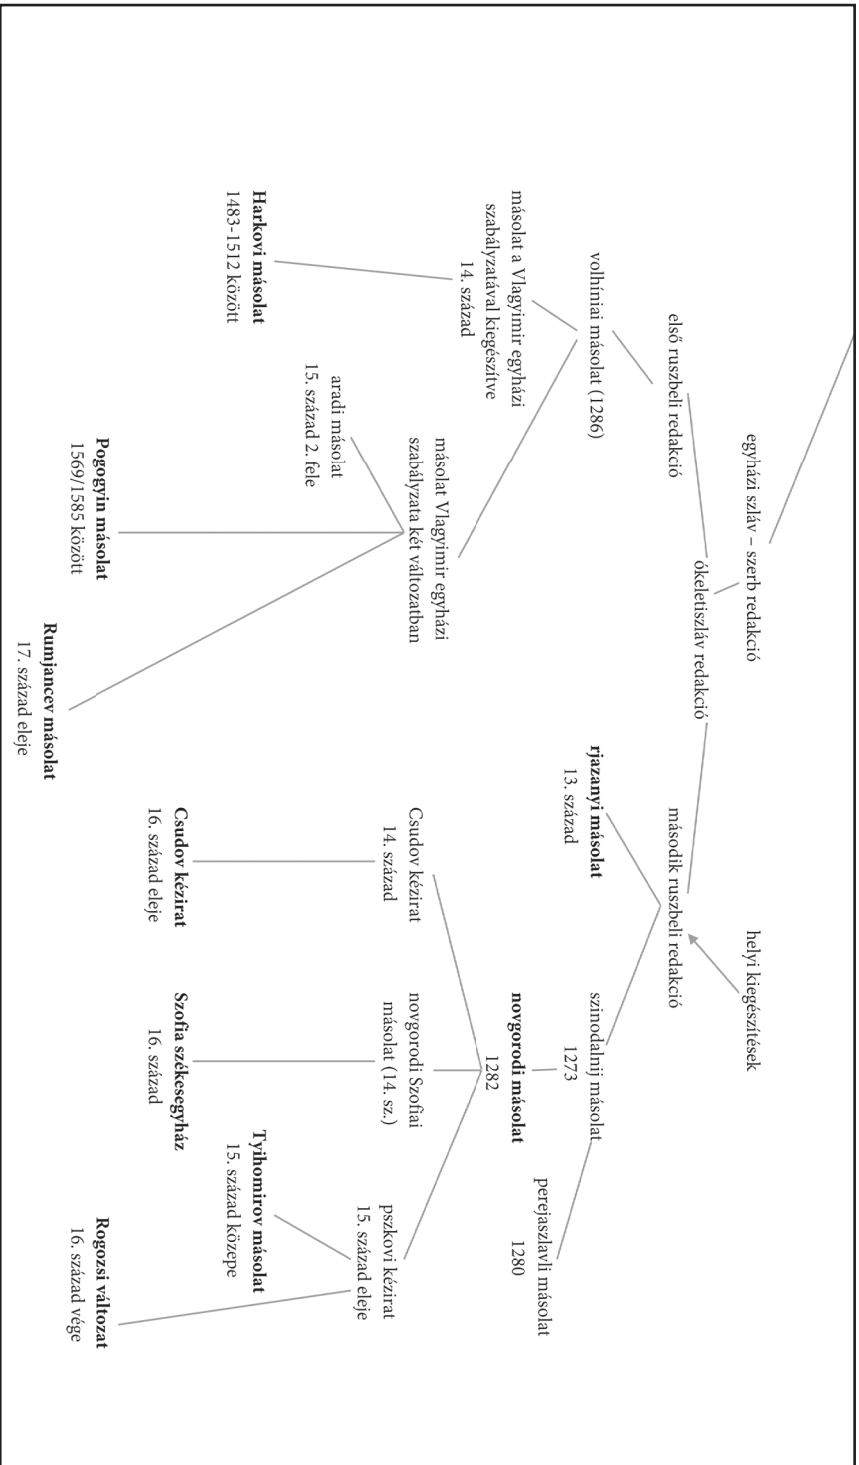 egyházi szláv – szerb redakció
helyi kiegészítések
ókeletiszláv redakció
első ruszbeli redakció
második ruszbeli redakció
volhíniai másolat (1286)
rjazanyi másolat
13. század
szinodalnij másolat
1273
perejaszlavli másolat
1280
másolat a Vlagyimir egyházi
szabályzatával kiegészítve
14. század
novgorodi másolat
1282
másolat Vlagyimir egyházi
szabályzata két változatban
Csudov kézirat
14. század
novgorodi Szofiai
másolat (14. sz.)
pszkovi kézirat
15. század eleje
aradi másolat
15. század 2. fele
Harkovi másolat
1483-1512 között
Tyihomirov másolat
15. század közepe
Csudov kézirat
16. század eleje
Szofia székesegyház
16. század
Pogogyin másolat
1569/1585 között
Rogozsi változat
16. század vége
Rumjancev másolat
17. század eleje